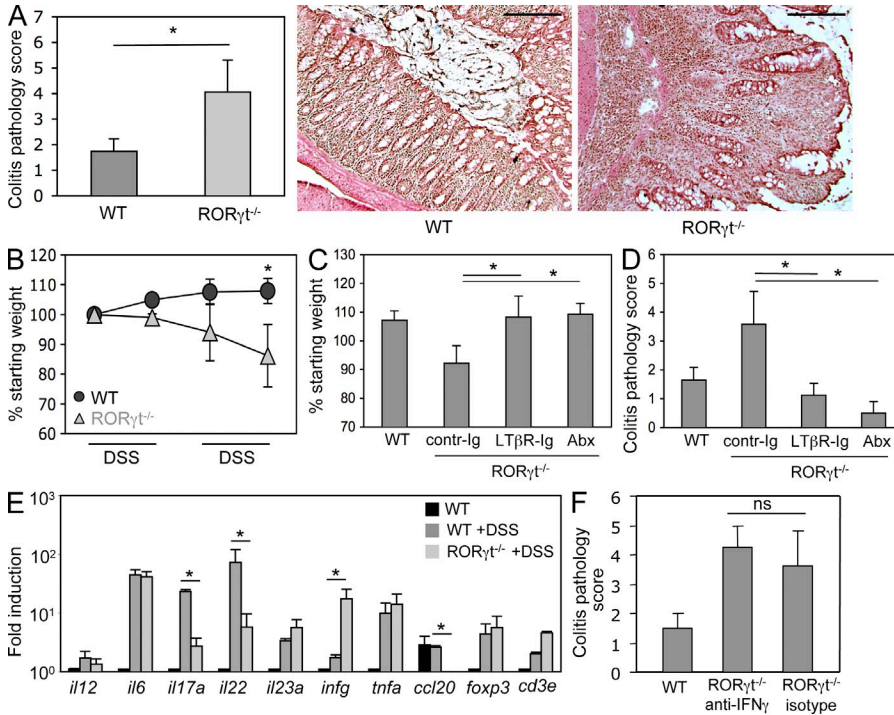 A
Colitis pathology score
7
6
5
4
3
2
1
0
*
WT
RORγt-/-
WT
RORγt-/-
B
% starting weight
120
110
100
90
80
70
60
*
WT
RORγt-/-
DSS
DSS
C
% starting weight
130
120
110
100
90
80
70
*
*
WT
contr-Ig
LTβR-Ig
Abx
RORγt-/-
D
Colitis pathology score
6
5
4
3
2
1
0
*
*
WT
contr-Ig
LTβR-Ig
Abx
RORγt-/-
E
Fold induction
10³
10²
10¹
10⁰
*
*
*
*
WT
WT +DSS
RORγt-/- +DSS
il12
il6
il17a
il22
il23a
infg
tnfa
ccl20
foxp3
cd3e
F
Colitis pathology
score
6
5
4
3
2
1
0
ns
WT
RORγt-/-
anti-IFNγ
RORγt-/-
isotype